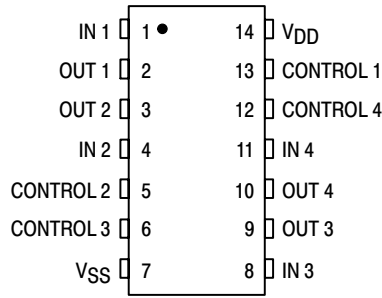 IN 1 1 14 VDD
OUT 1 2 13 CONTROL 1
OUT 2 3 12 CONTROL 4
IN 2 4 11 IN 4
CONTROL 2 5 10 OUT 4
CONTROL 3 6 9 OUT 3
VSS 7 8 IN 3